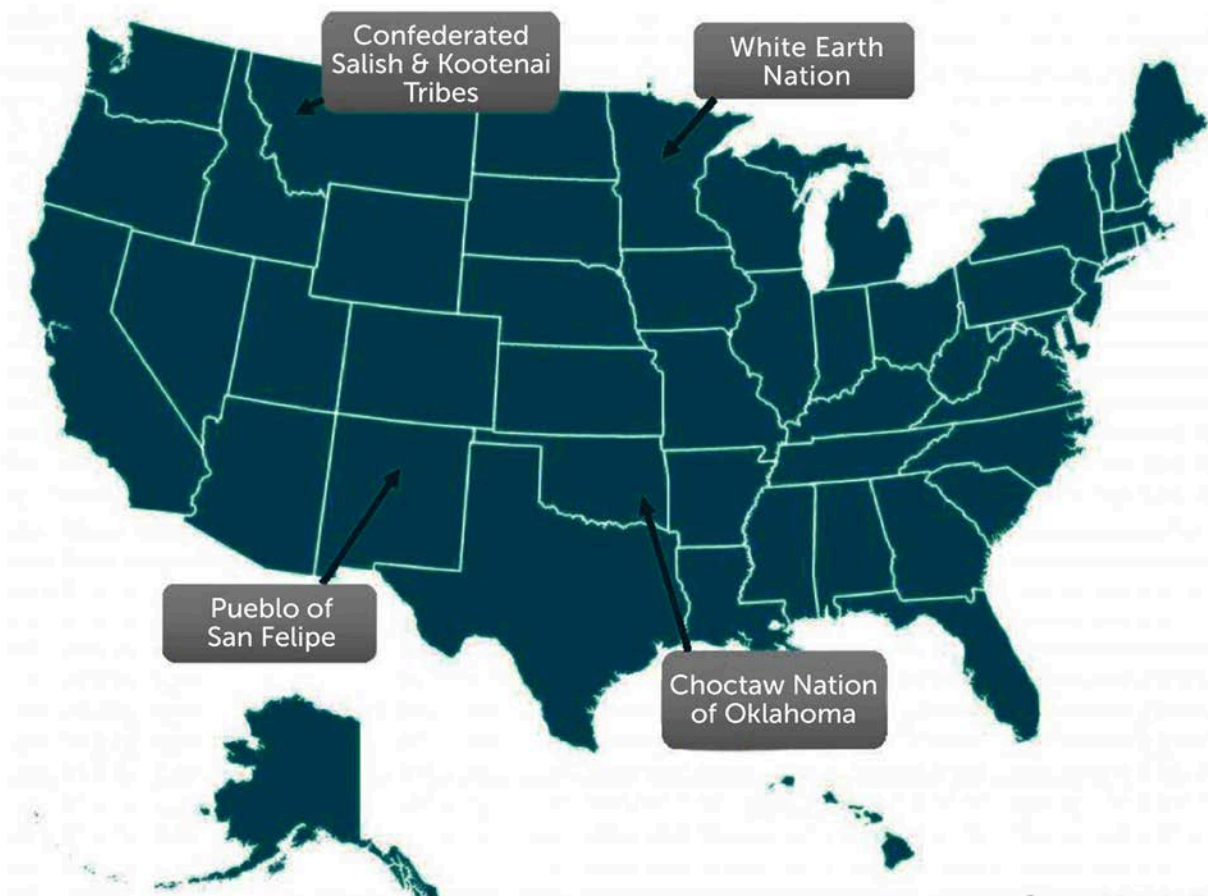 Confederated
Salish & Kootenai
Tribes
White Earth
Nation
Pueblo of
San Felipe
Choctaw Nation
of Oklahoma